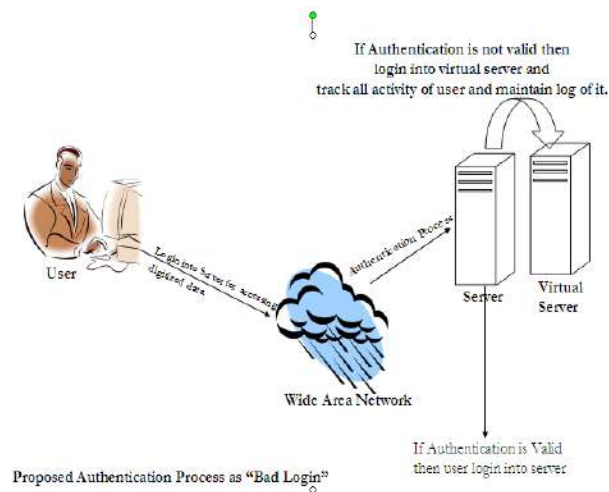 If Authentication is not valid then
login into virtual server and
track all activity of user and maintain log of it.
User
Login into Server for accessing
digitized data
Authentication Process
Server
Virtual
Server
Wide Area Network
If Authentication is Valid
then user login into server
Proposed Authentication Process as “Bad Login”